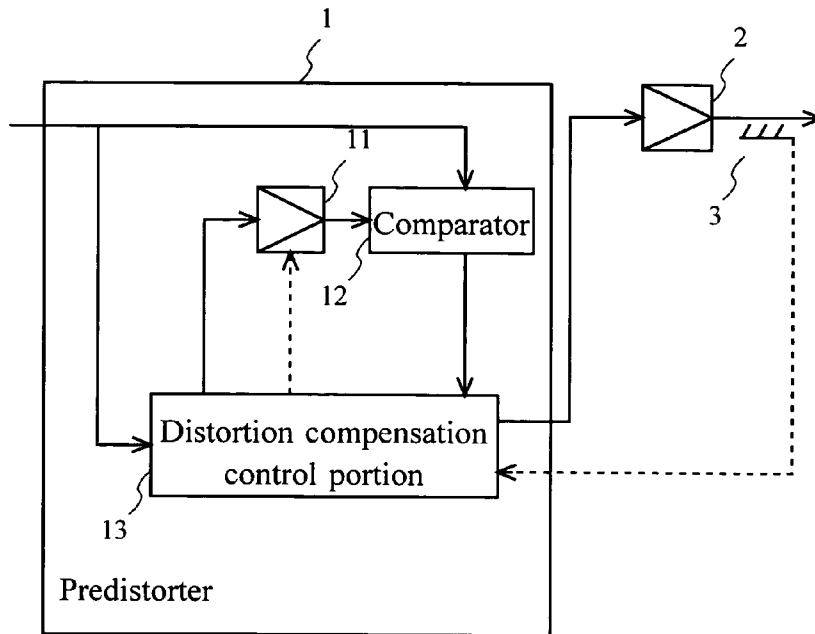 1
2
11
Comparator
3
12
Distortion compensation
control portion
13
Predistorter